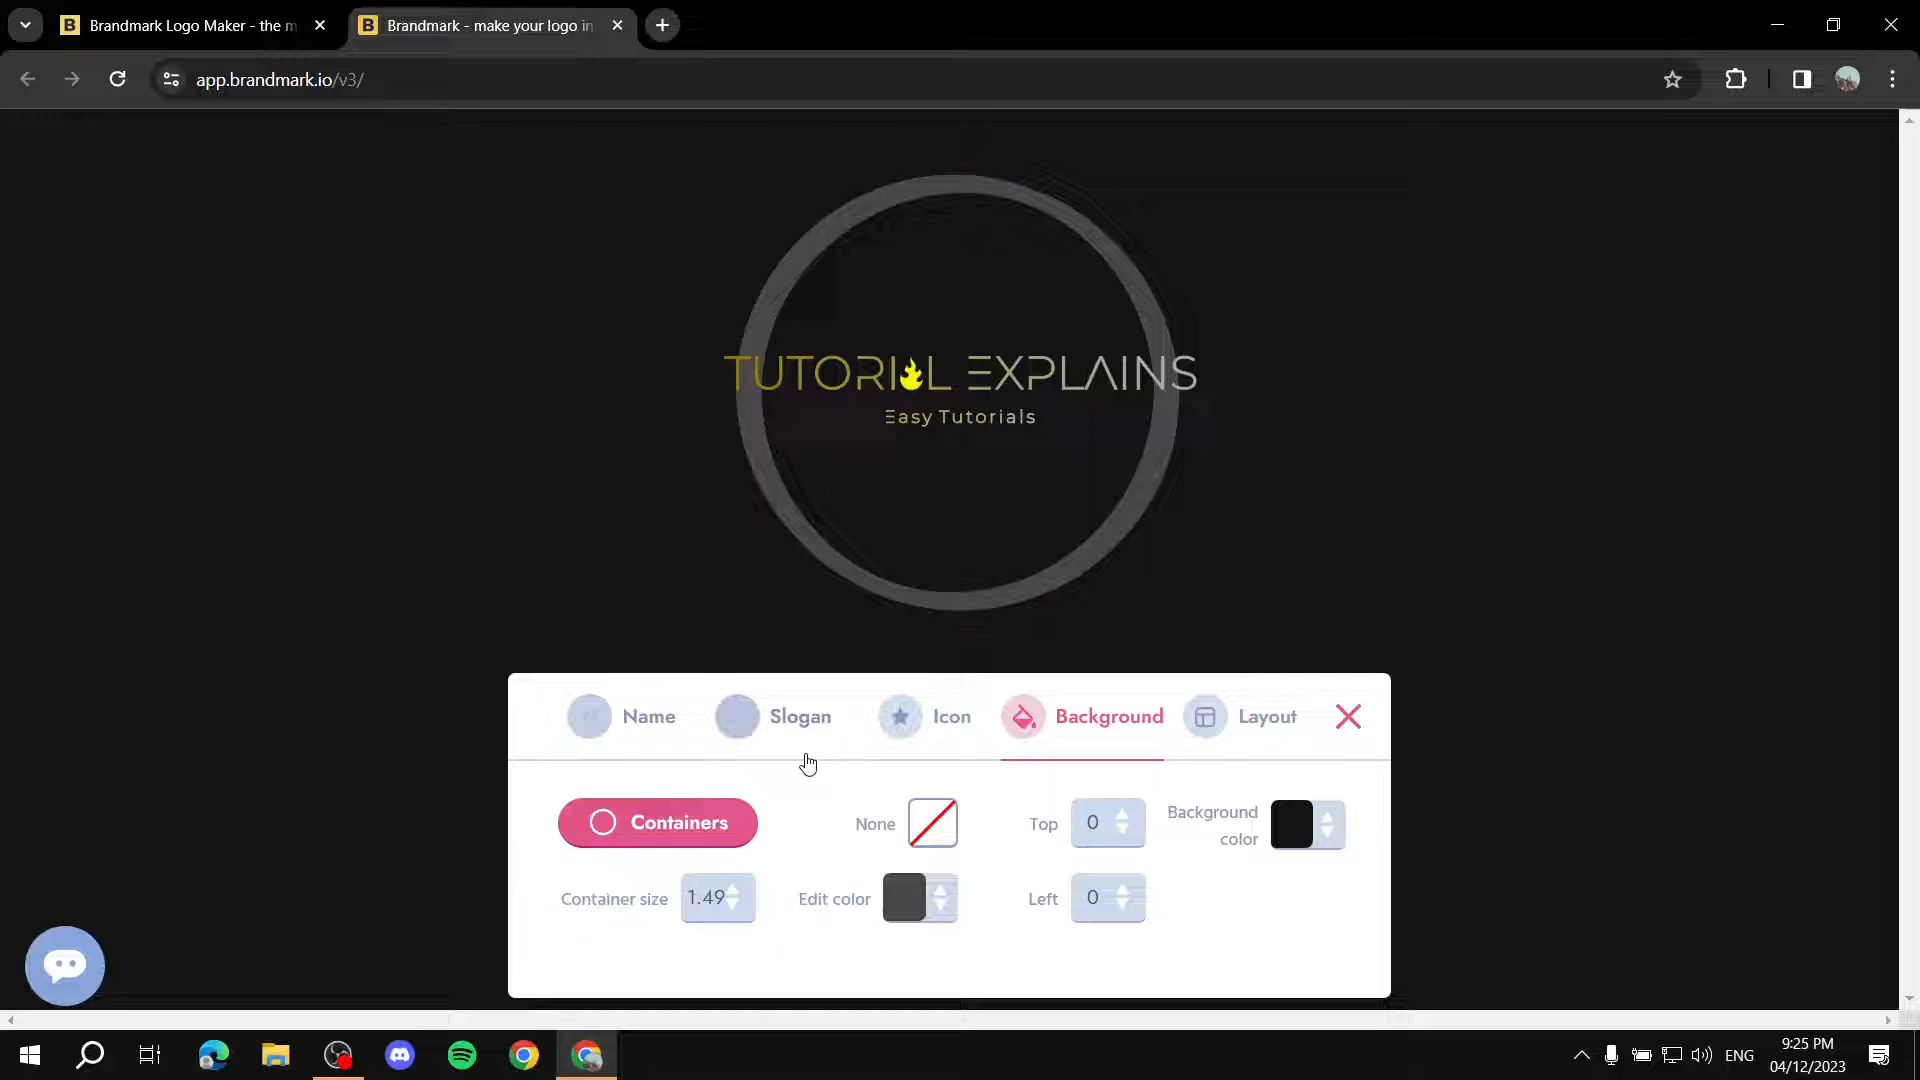 Brandmark Logo Maker - the m
Brandmark - make your logo in
app.brandmark.io/v3/
TUTORIAL EXPLAINS
Easy Tutorials
Name
Slogan
Icon
Background
Layout
Containers
None
Top
0
Background
color
Container size
1.49
Edit color
Left
0
ENG
9:25 PM
04/12/2023